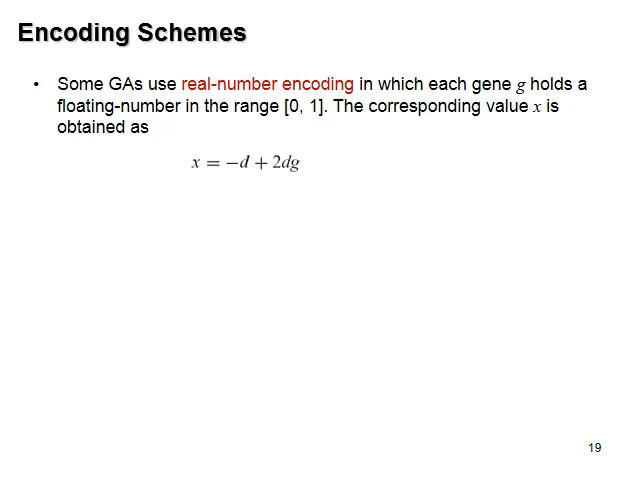 Encoding Schemes
• Some GAs use real-number encoding in which each gene g holds a
floating-number in the range [0, 1]. The corresponding value x is
obtained as
x = −d + 2dg
19